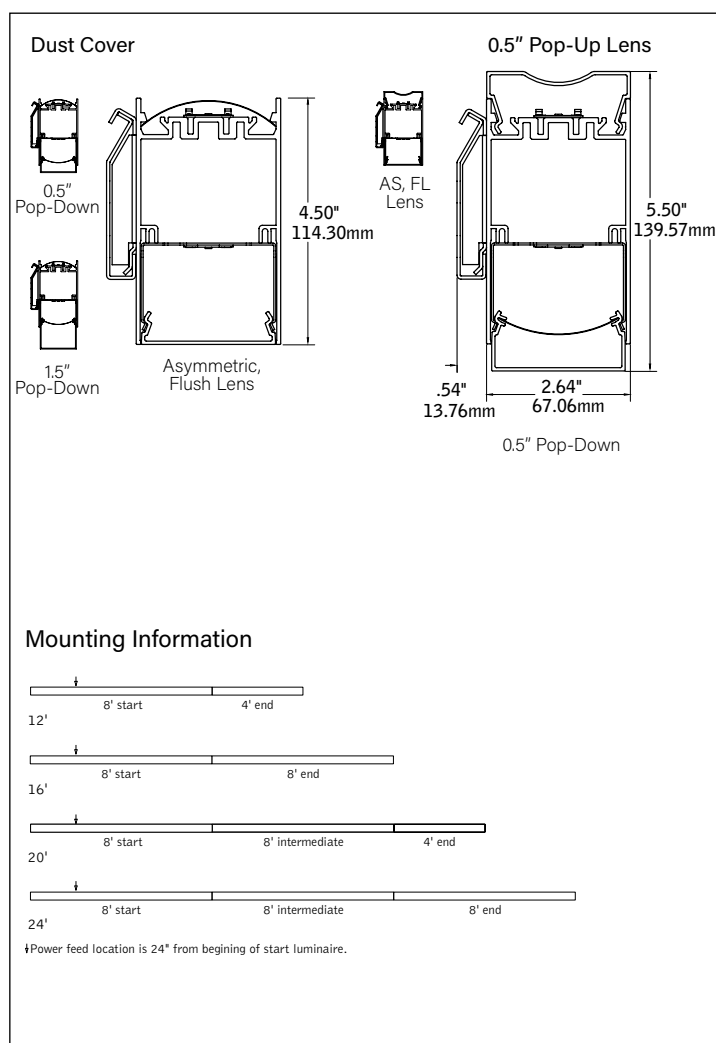 Dust Cover
0.5" Pop-Up Lens
0.5"
Pop-Down
4.50"
114.30mm
AS, FL
Lens
5.50"
139.57mm
1.5"
Pop-Down
Asymmetric,
Flush Lens
.54"
13.76mm
2.64"
67.06mm
0.5" Pop-Down
Mounting Information
8' start
4' end
12'
8' start
8' end
16'
8' start
8' intermediate
4' end
20'
8' start
8' intermediate
8' end
24'
Power feed location is 24" from begining of start luminaire.